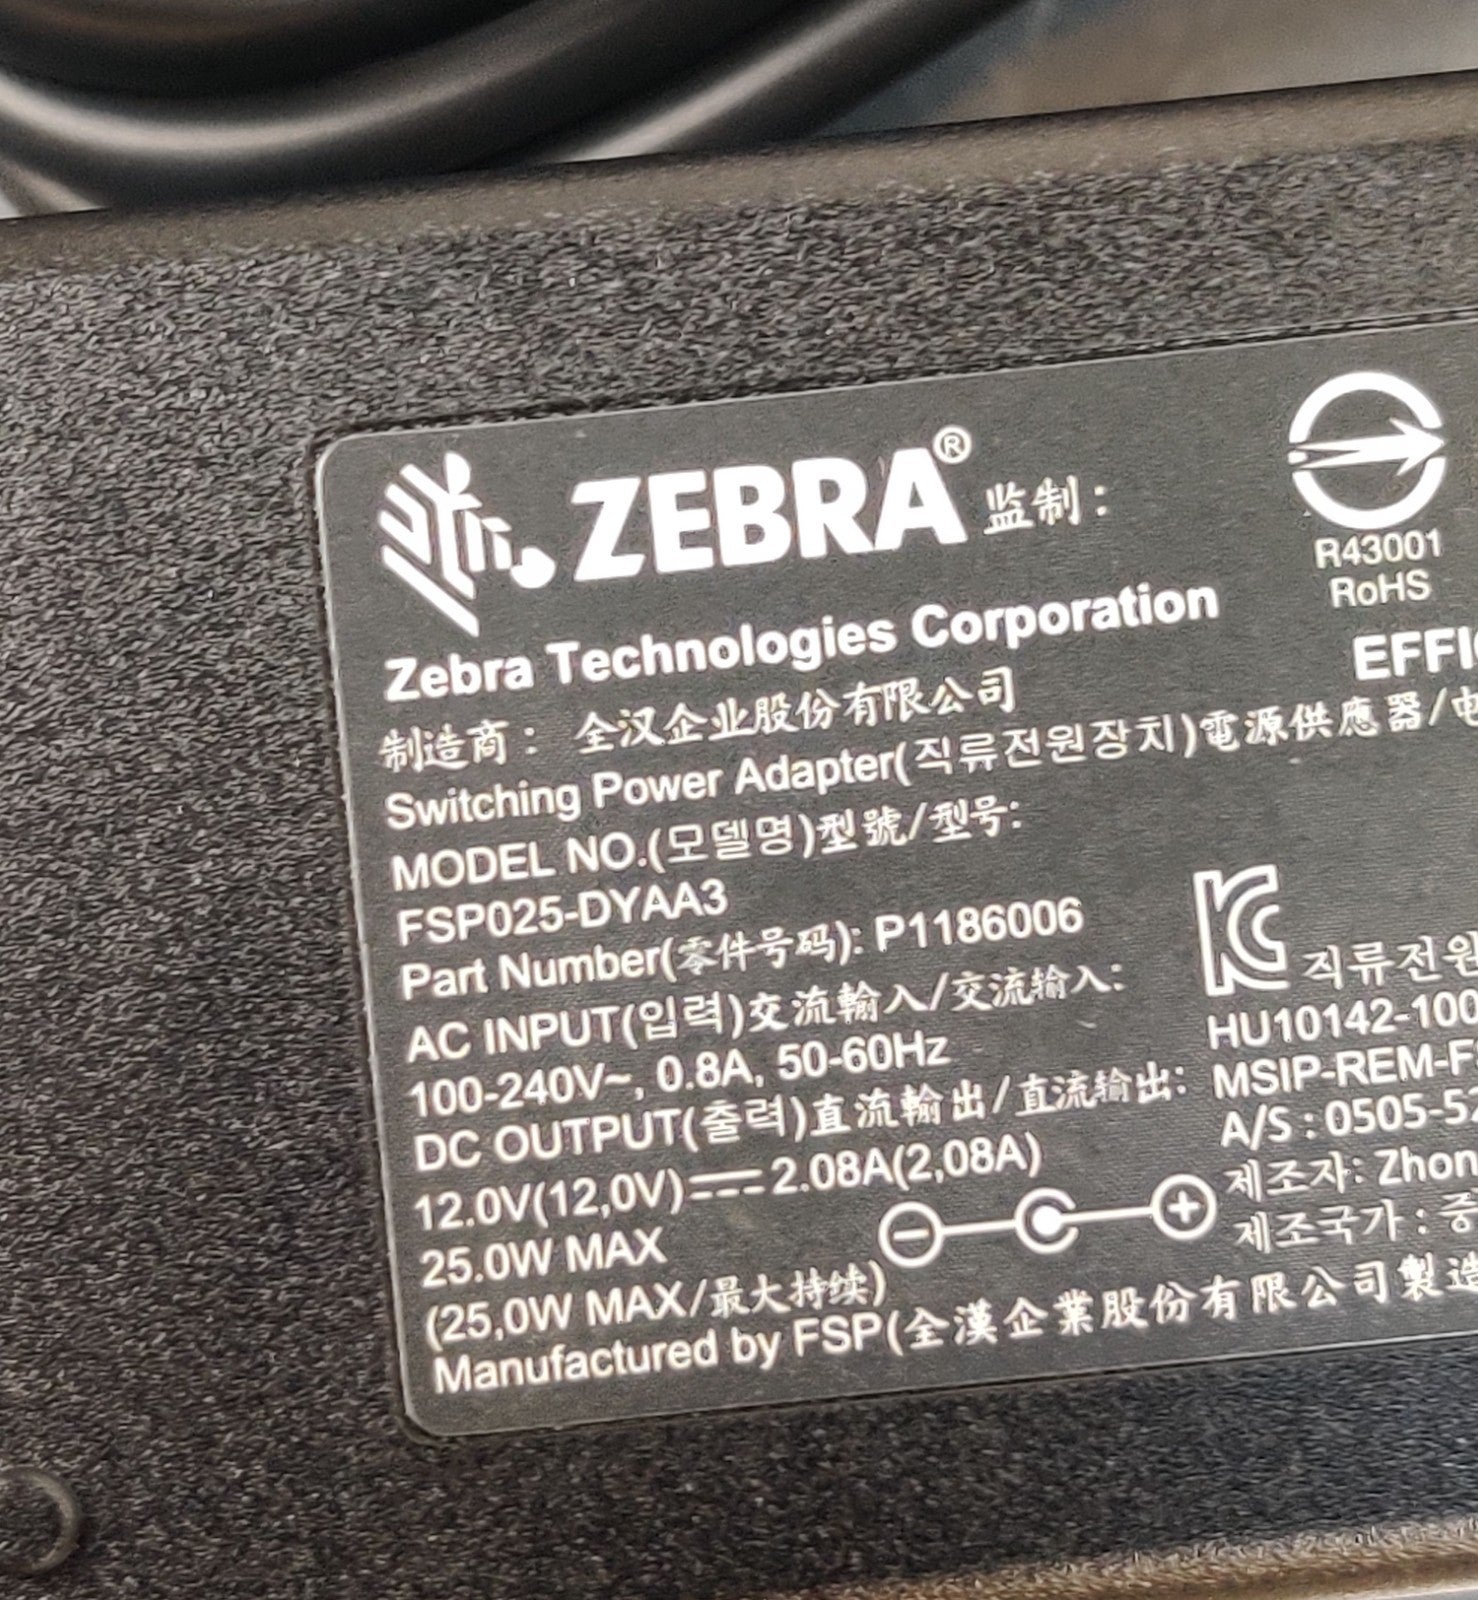 ZEBRA® 监制：
R43001
RoHS
Zebra Technologies Corporation
制造商： 全汉企业股份有限公司
Switching Power Adapter(직류전원장치)電源供應器/
MODEL NO.(모델명)型號/型号:
FSP025-DYAA3
Part Number(零件号码): P1186006
AC INPUT(입력)交流輸入/交流输入:
100-240V~, 0.8A, 50-60Hz
DC OUTPUT(출력)直流輸出/直流输出:
12.0V(12,0V)⎓2.08A(2,08A)
25.0W MAX
(25,0W MAX/最大持续)
Manufactured by FSP(全漢企業股份有限公司製造
직류전원
HU10142-100
MSIP-REM-F
A/S : 0505-5
제조자: Zhon
제조국가 : 중